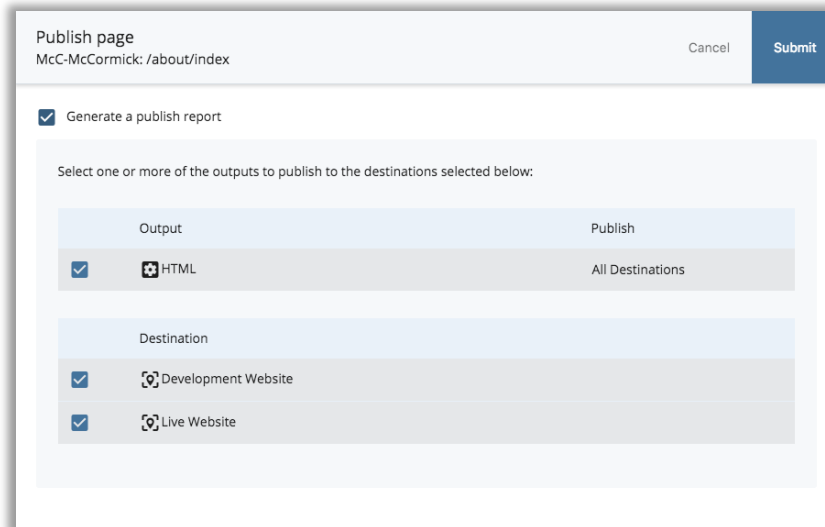 Publish page
McC-McCormick: /about/index
Cancel
Submit
Generate a publish report
Select one or more of the outputs to publish to the destinations selected below:
Output Publish
HTML All Destinations
Destination
Development Website
Live Website